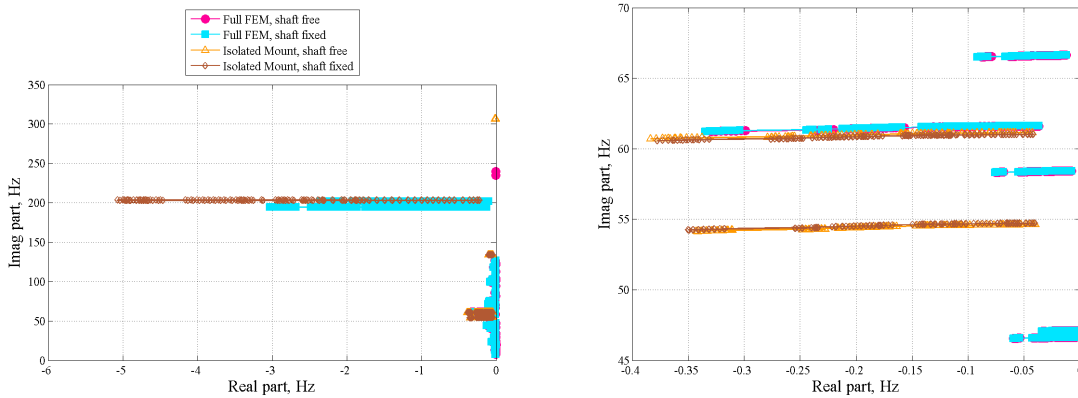 Full FEM, shaft free
Full FEM, shaft fixed
Isolated Mount, shaft free
Isolated Mount, shaft fixed
350
300
250
200
150
100
50
0
Imag part, Hz
-6 -5 -4 -3 -2 -1 0
Real part, Hz
70
65
60
55
50
45
Imag part, Hz
-0.4 -0.35 -0.3 -0.25 -0.2 -0.15 -0.1 -0.05
Real part, Hz